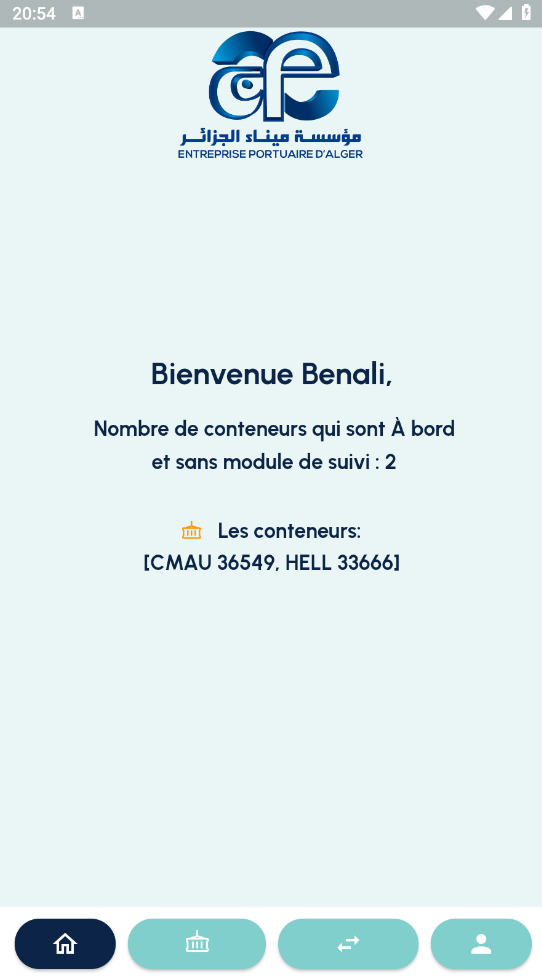 20:54
A
مؤسسة ميناء الجزائر
ENTREPRISE PORTUAIRE D'ALGER
Bienvenue Benali,
Nombre de conteneurs qui sont À bord
et sans module de suivi : 2
Les conteneurs:
[CMAU 36549, HELL 33666]